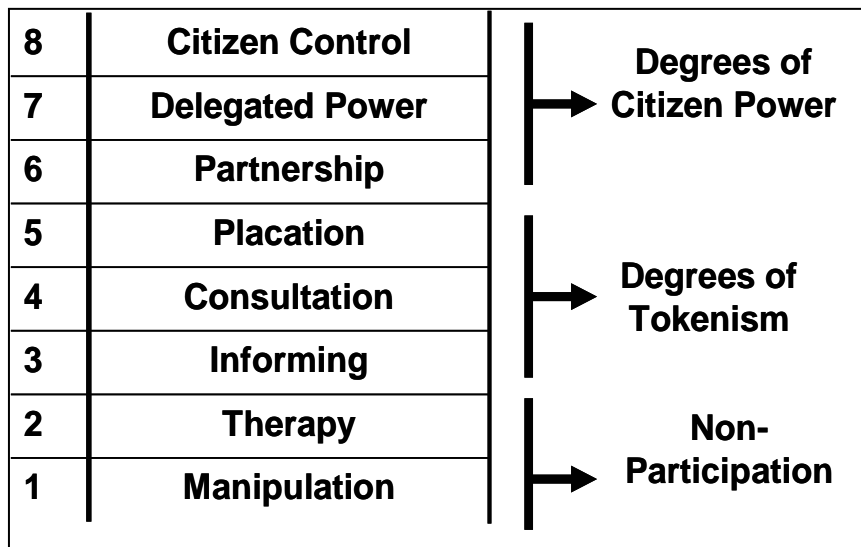 8 Citizen Control
7 Delegated Power
6 Partnership
5 Placation
4 Consultation
3 Informing
2 Therapy
1 Manipulation
Degrees of
Citizen Power
Degrees of
Tokenism
Non-
Participation